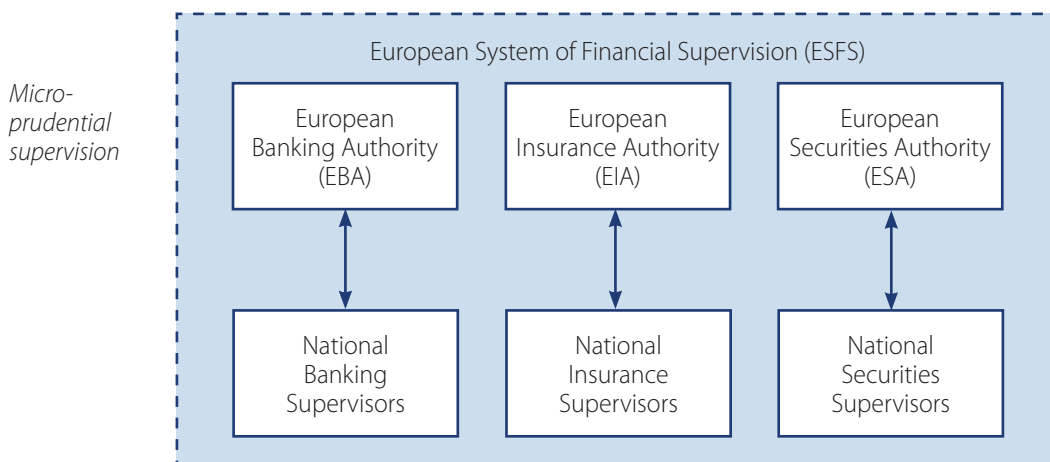 European System of Financial Supervision (ESFS)
Micro-
prudential
supervision
European
Banking Authority
(EBA)
European
Insurance Authority
(EIA)
European
Securities Authority
(ESA)
National
Banking
Supervisors
National
Insurance
Supervisors
National
Securities
Supervisors